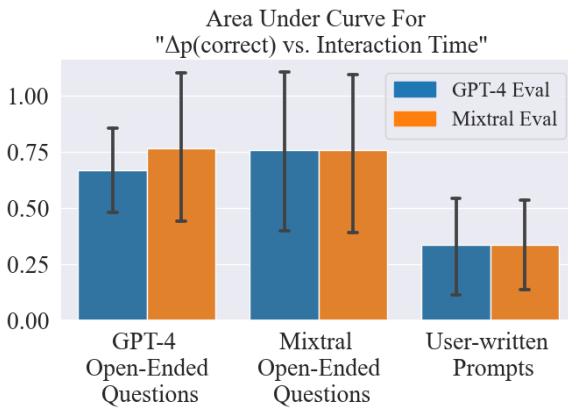 Area Under Curve For
"Δp(correct) vs. Interaction Time"
1.00
0.75
0.50
0.25
0.00
GPT-4 Eval
Mixtral Eval
GPT-4
Open-Ended
Questions
Mixtral
Open-Ended
Questions
User-written
Prompts